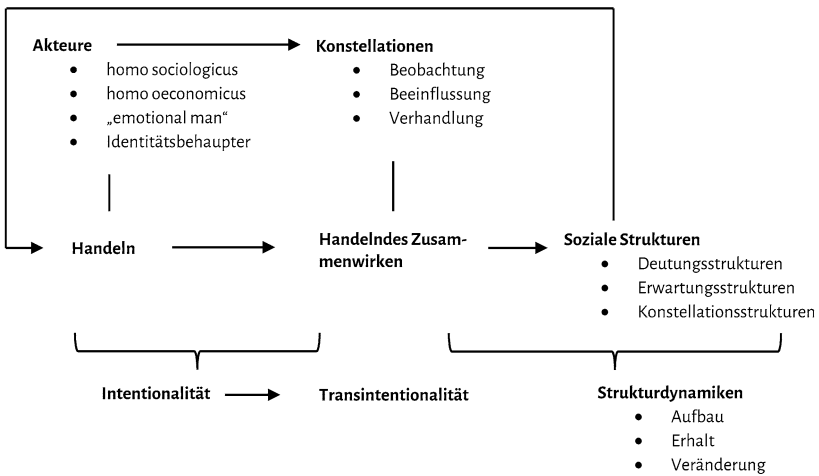 Akteure
• homo sociologicus
• homo oeconomicus
• „emotional man“
• Identitätsbehaupter
Konstellationen
• Beobachtung
• Beeinflussung
• Verhandlung
Handeln
Handelndes Zusam-
menwirken
Soziale Strukturen
• Deutungsstrukturen
• Erwartungsstrukturen
• Konstellationsstrukturen
Intentionalität
Transintentionalität
Strukturdynamiken
• Aufbau
• Erhalt
• Veränderung